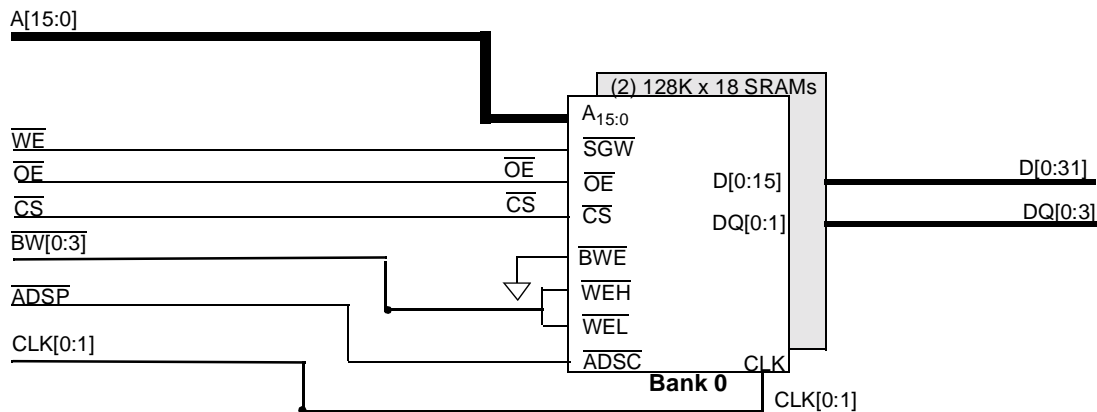 A[15:0]
(2) 128K x 18 SRAMs
A15:0
WE
SGW
OE
OE
OE
D[0:15]
D[0:31]
CS
CS
CS
DQ[0:1]
DQ[0:3]
BW[0:3]
BWE
ADSP
WEH
WEL
CLK[0:1]
ADSC
CLK
Bank 0
CLK[0:1]